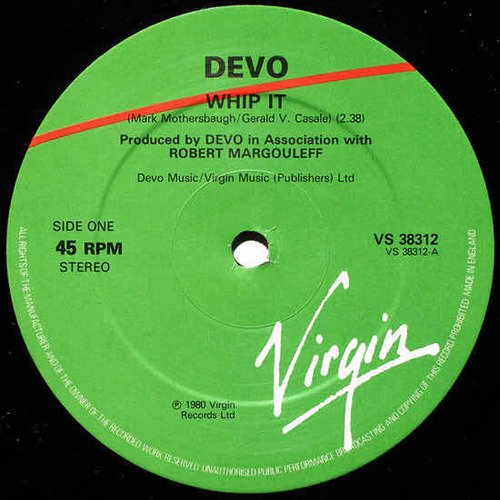 DEVO
WHIP IT
(Mark Mothersbaugh/Gerald V. Casale) (2.38)
Produced by DEVO in Association with
ROBERT MARGOULEFF
Devo Music/Virgin Music (Publishers) Ltd
SIDE ONE
45 RPM
STEREO
VS 38312
VS 38312-A
Virgin
℗ 1980 Virgin
Records Ltd
ALL RIGHTS OF THE MANUFACTURER AND OF THE OWNER OF THE RECORDED WORK RESERVED. UNAUTHORISED PUBLIC PERFORMANCE BROADCASTING AND COPYING OF THIS RECORD PROHIBITED. MADE IN ENGLAND